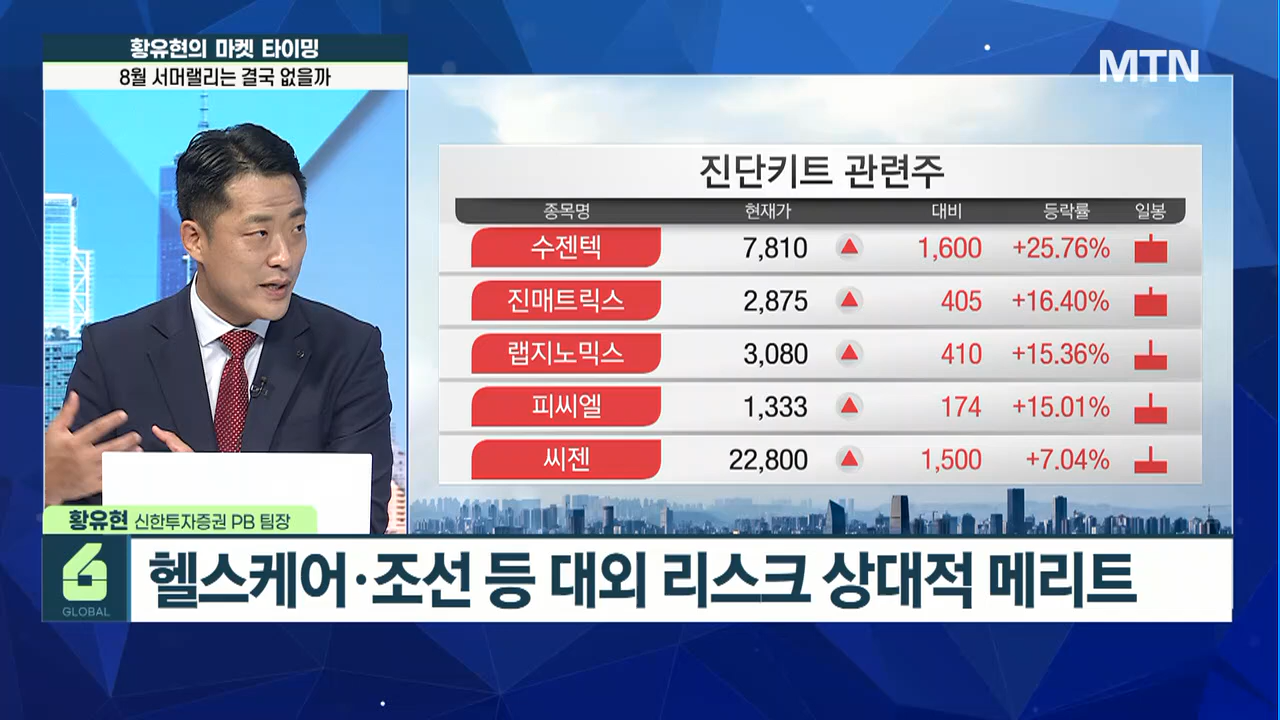 황유현의 마켓 타이밍
8월 서머랠리는 결국 없을까
MTN
진단키트 관련주
종목명 현재가 대비 등락률 일봉
수젠텍 7,810 ▲ 1,600 +25.76%
진매트릭스 2,875 ▲ 405 +16.40%
랩지노믹스 3,080 ▲ 410 +15.36%
피씨엘 1,333 ▲ 174 +15.01%
씨젠 22,800 ▲ 1,500 +7.04%
황유현 신한투자증권 PB 팀장
GLOBAL
헬스케어·조선 등 대외 리스크 상대적 메리트